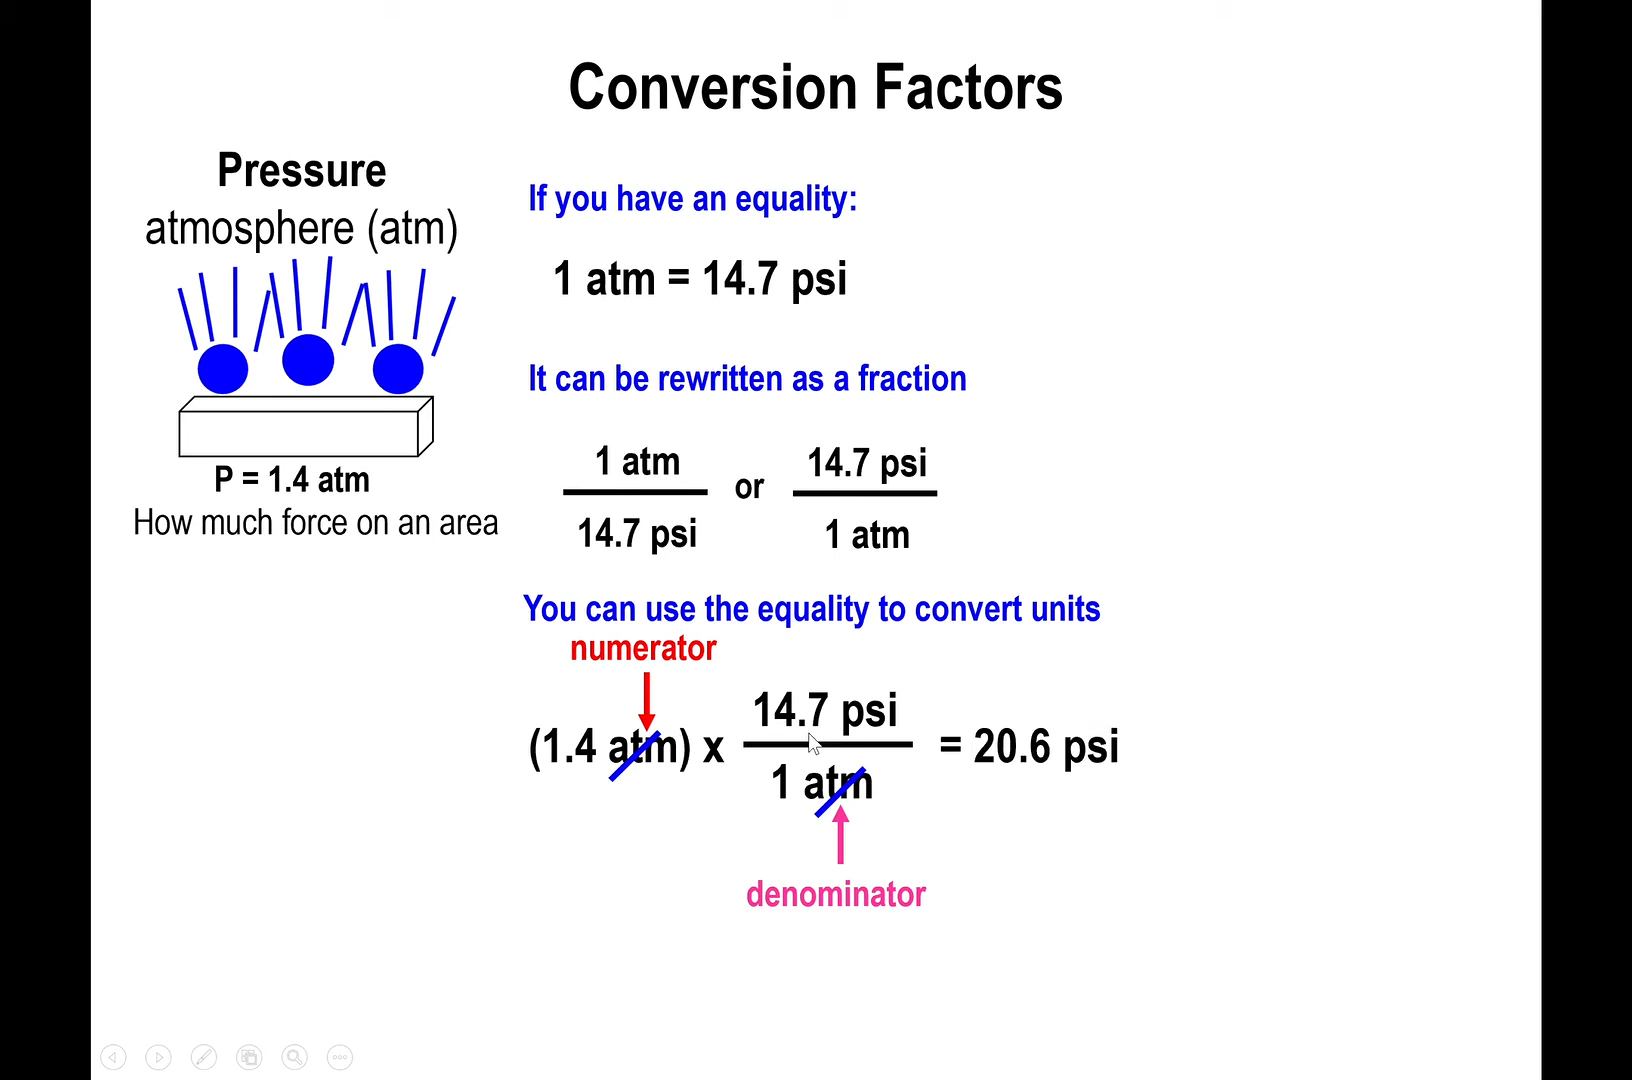 Conversion Factors
Pressure
atmosphere (atm)
P = 1.4 atm
How much force on an area
If you have an equality:
1 atm = 14.7 psi
It can be rewritten as a fraction
1 atm
14.7 psi
or
14.7 psi
1 atm
You can use the equality to convert units
numerator
(1.4 atm) x
14.7 psi
1 atm
= 20.6 psi
denominator